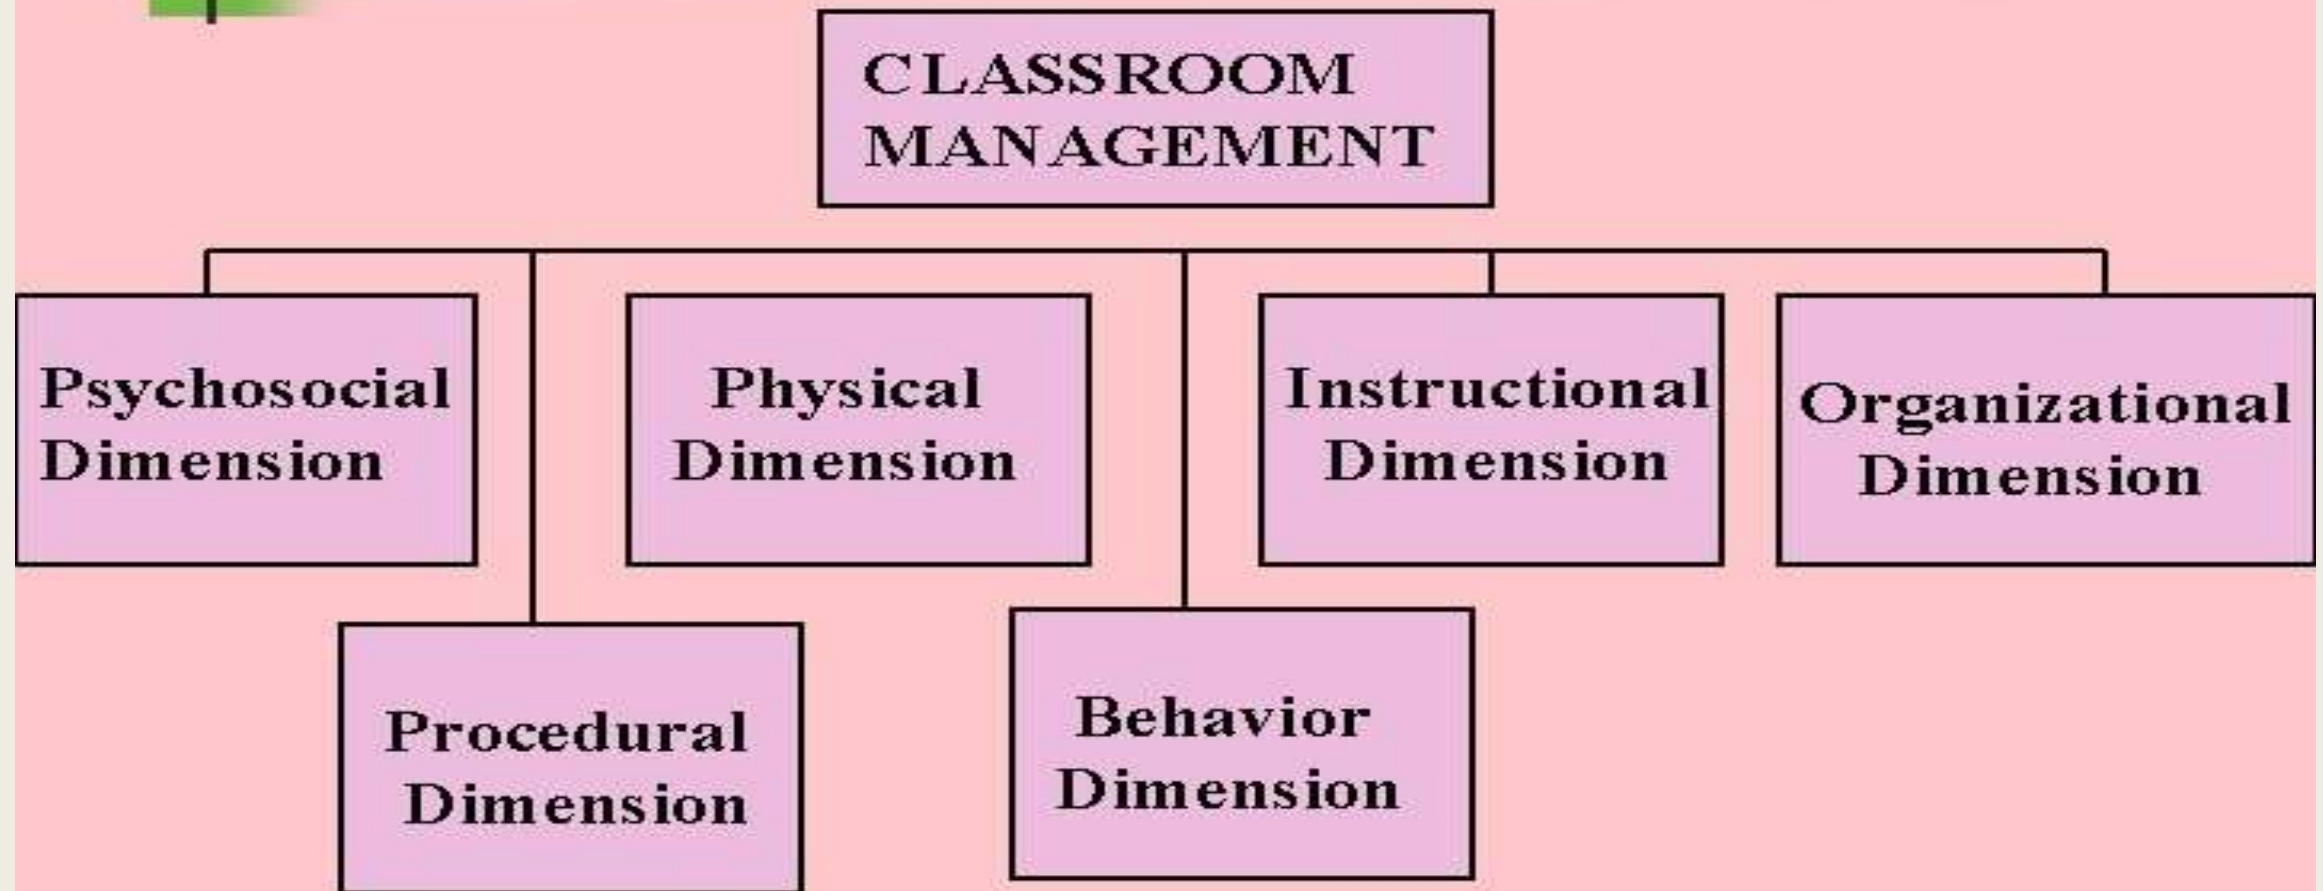 CLASSROOM
MANAGEMENT
Psychosocial
Dimension
Physical
Dimension
Instructional
Dimension
Organizational
Dimension
Procedural
Dimension
Behavior
Dimension